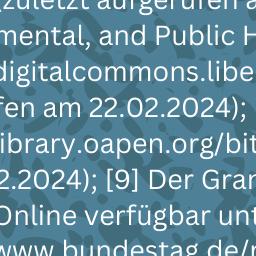 zuletzt aufgerufen a
mental, and Public H
digitalcommons.libe
fen am 22.02.2024);
ibrary.oapen.org/bit
2.2024); [9] Der Gran
Online verfügbar unt
www.bundestag.de/r